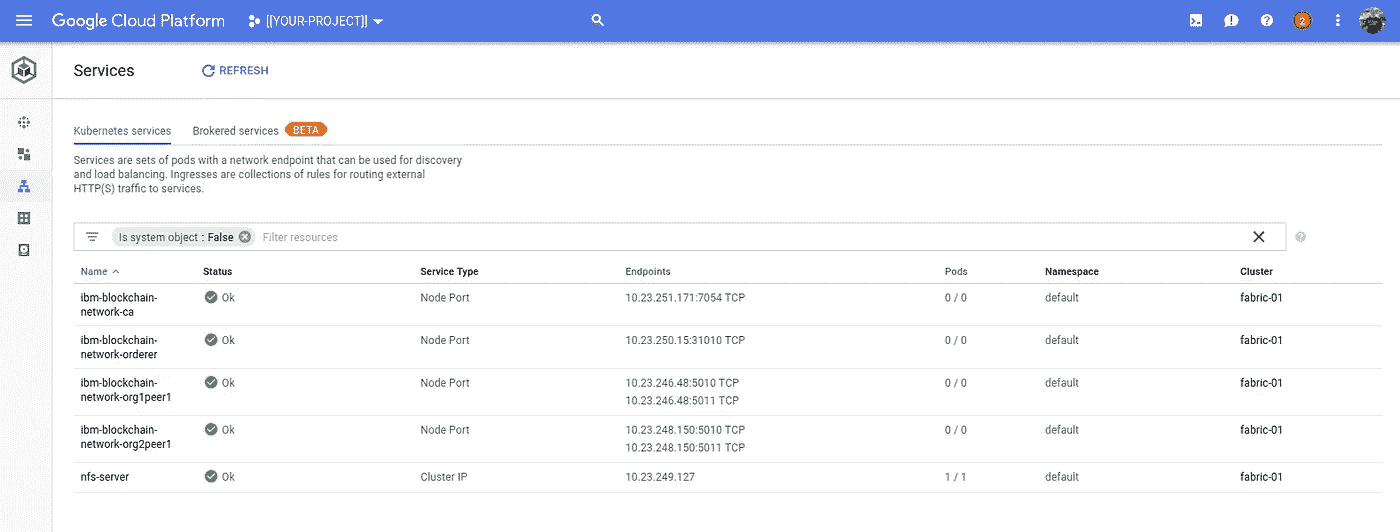 Google Cloud Platform [[YOUR-PROJECT]] 2
Services REFRESH
Kubernetes services Brokered services BETA
Services are sets of pods with a network endpoint that can be used for discovery
and load balancing. Ingresses are collections of rules for routing external
HTTP(S) traffic to services.
Is system object : False Filter resources
Name Status Service Type Endpoints Pods Namespace Cluster
ibm-blockchain- Ok Node Port 10.23.251.171:7054 TCP 0 / 0 default fabric-01
network-ca
ibm-blockchain- Ok Node Port 10.23.250.15:31010 TCP 0 / 0 default fabric-01
network-orderer
ibm-blockchain- Ok Node Port 10.23.246.48:5010 TCP 0 / 0 default fabric-01
network-org1peer1 10.23.246.48:5011 TCP
ibm-blockchain- Ok Node Port 10.23.248.150:5010 TCP 0 / 0 default fabric-01
network-org2peer1 10.23.248.150:5011 TCP
nfs-server Ok Cluster IP 10.23.249.127 1 / 1 default fabric-01